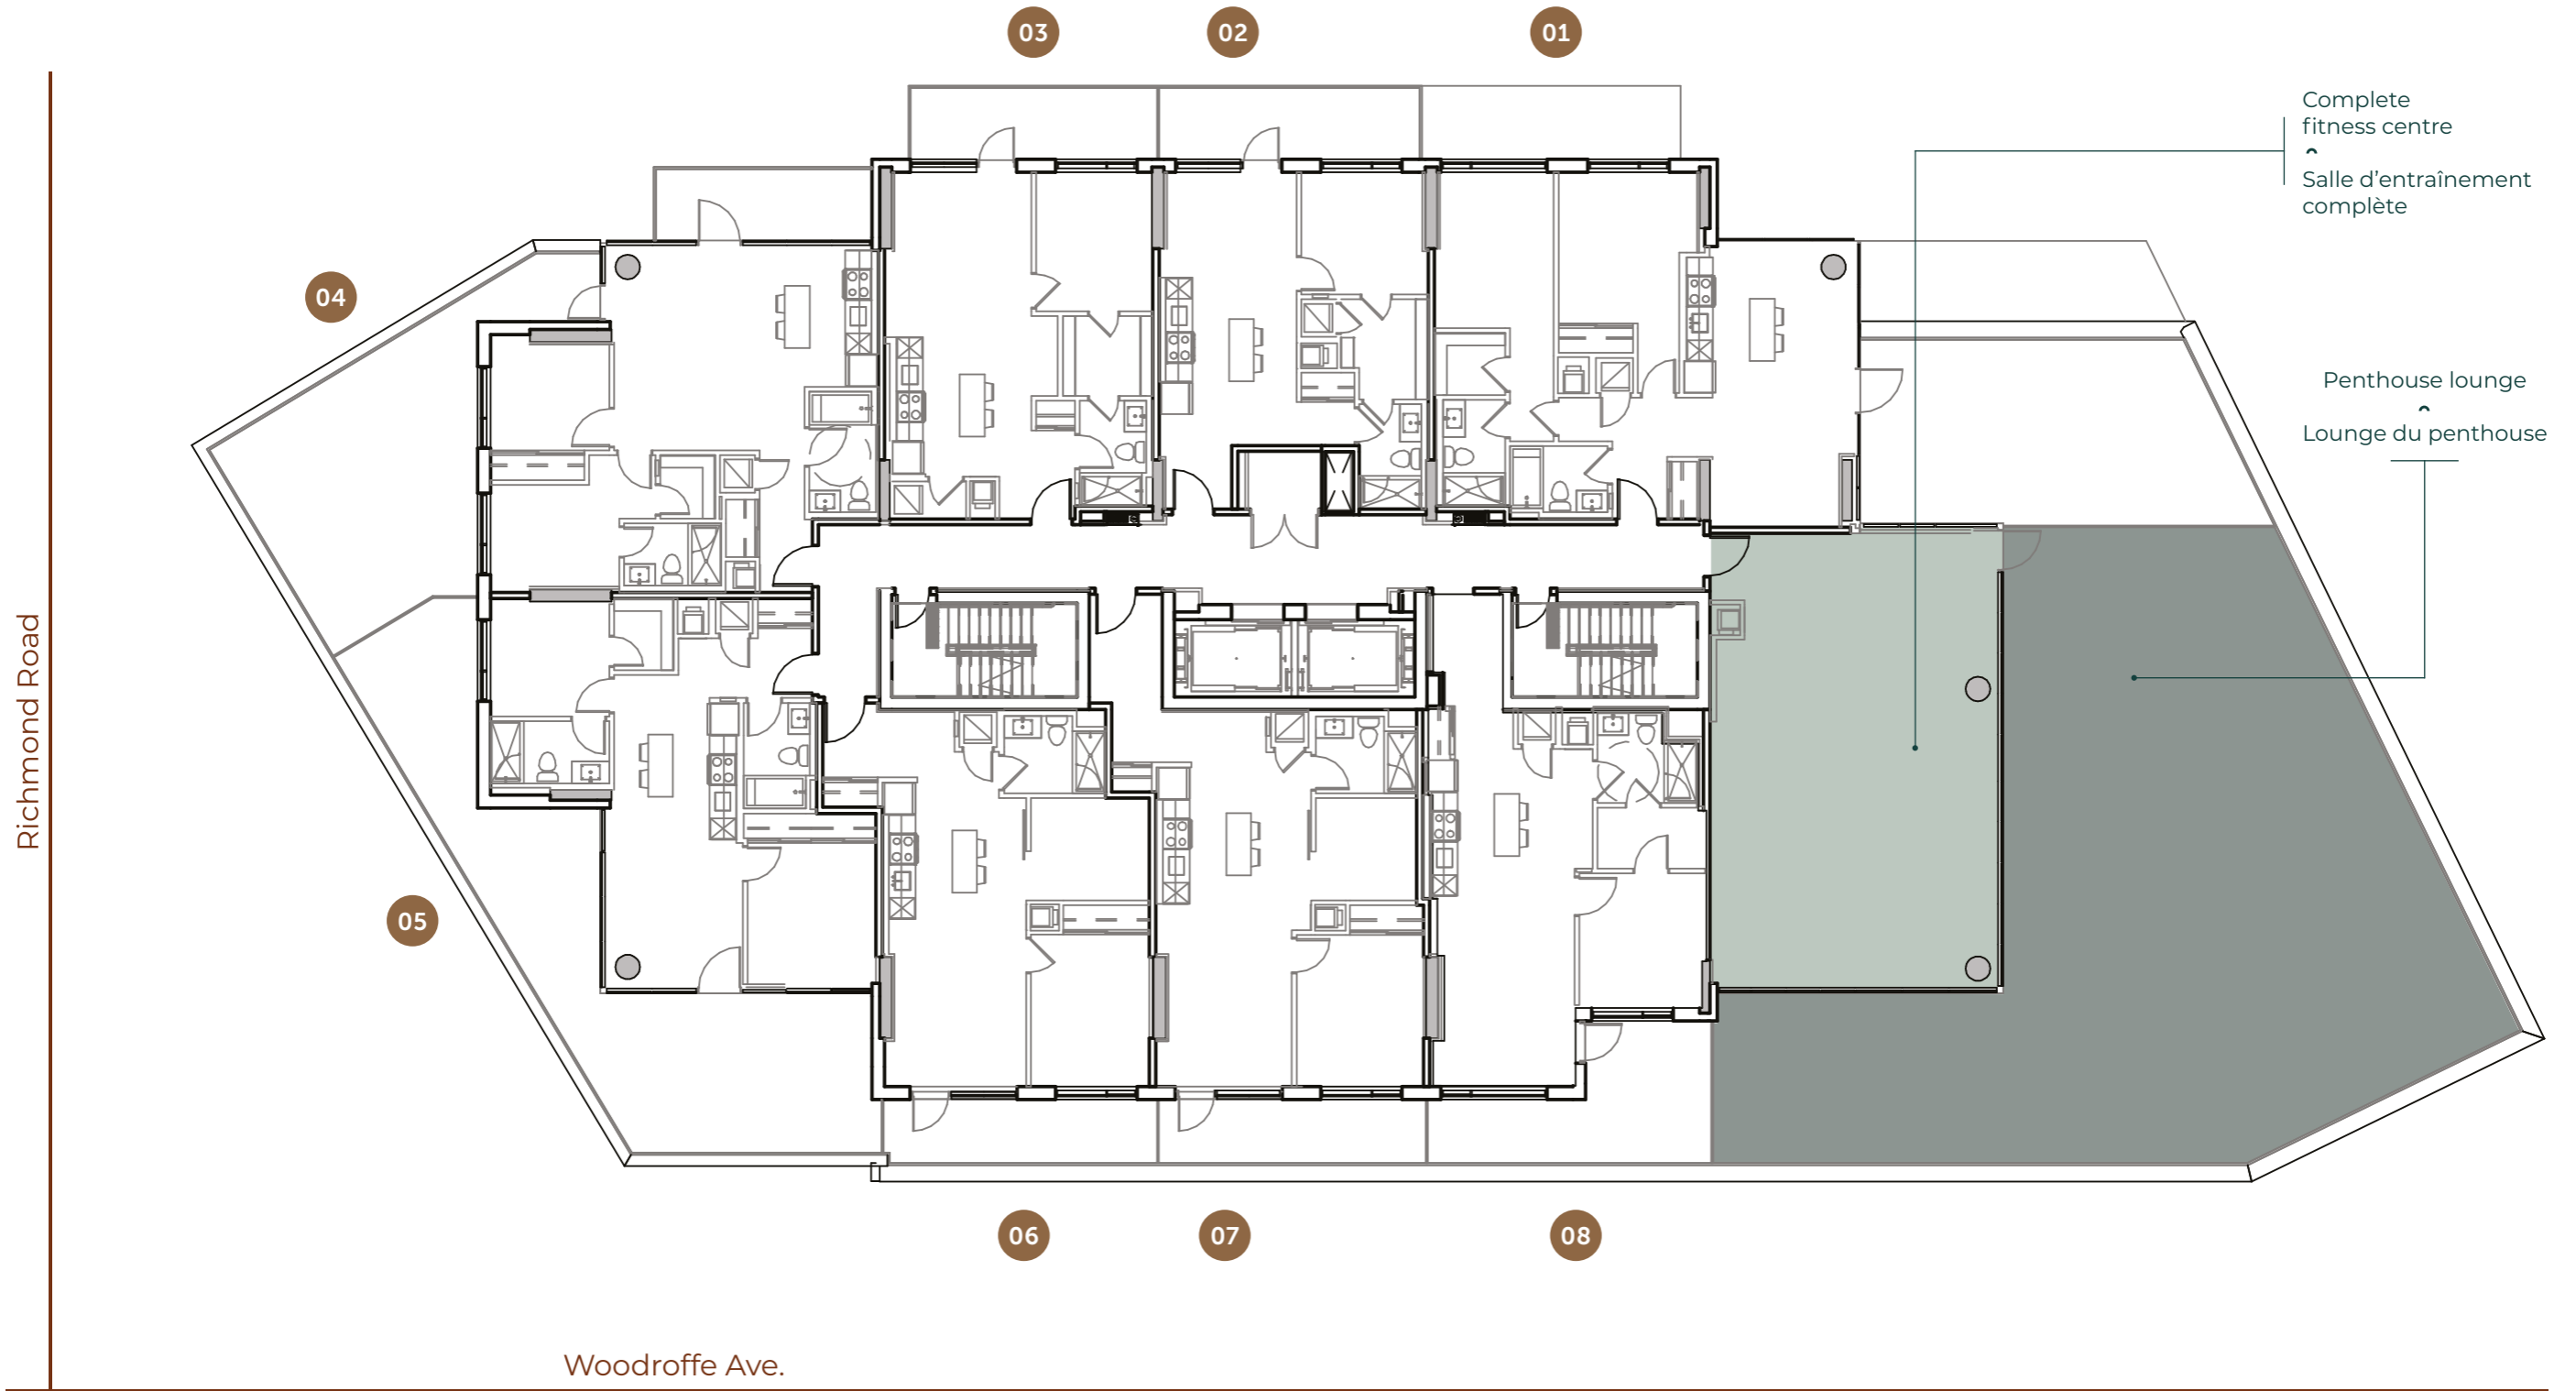 03
02
01
Complete
fitness centre
Salle d’entraînement
complète
04
Penthouse lounge
Lounge du penthouse
Richmond Road
05
06
07
08
Woodroffe Ave.